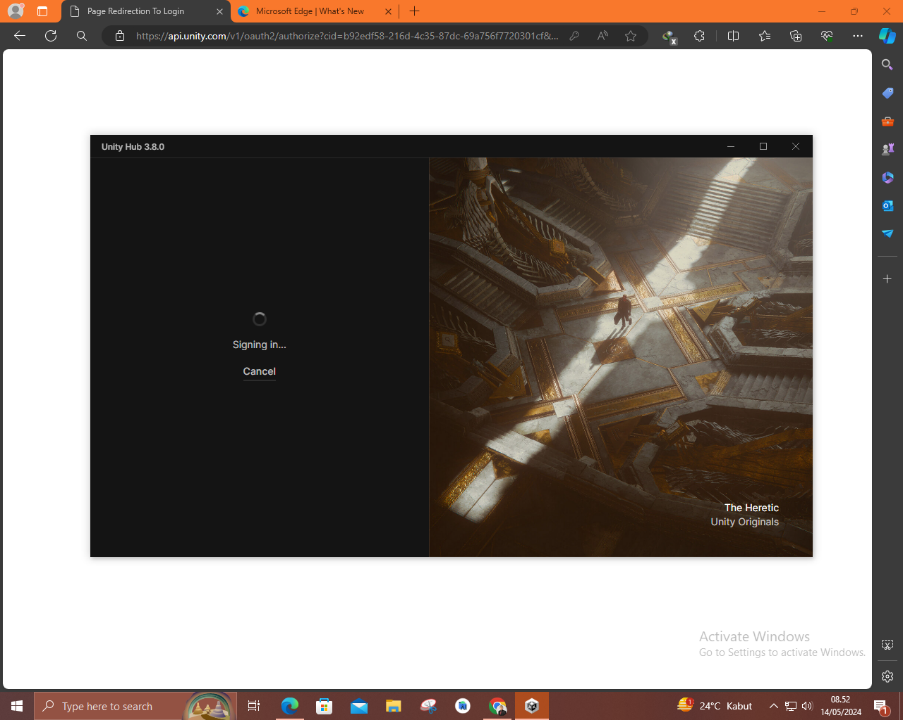 Page Redirection To Login
Microsoft Edge | What's New
https://api.unity.com/v1/oauth2/authorize?cid=b92edf58-216d-4c35-87dc-69a756f7720301cf&...
Unity Hub 3.8.0
Signing in...
Cancel
The Heretic
Unity Originals
Activate Windows
Go to Settings to activate Windows.
Type here to search
24°C Kabut
08.52
14/05/2024
1